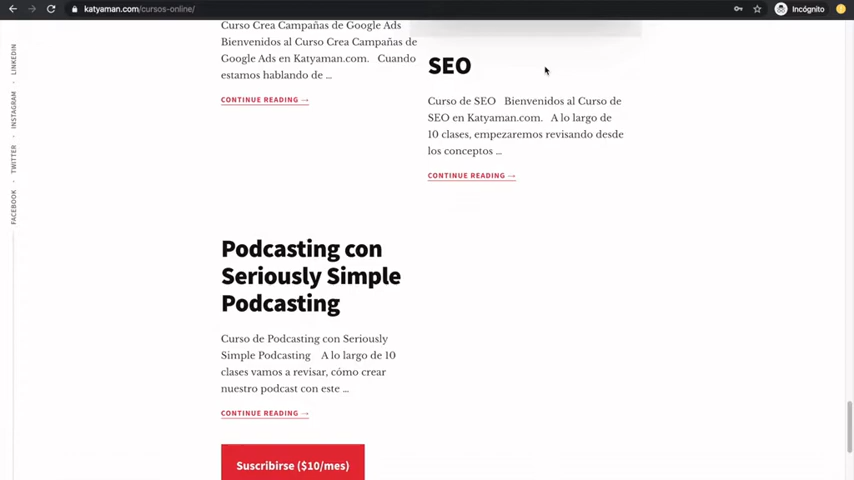 katyaman.com/cursos-online/
Incógnito
LINKEDIN
INSTAGRAM
TWITTER
FACEBOOK
Curso Crea Campañas de Google Ads
Bienvenidos al Curso Crea Campañas de
Google Ads en Katyaman.com. Cuando
estamos hablando de ...
CONTINUE READING →
SEO
Curso de SEO Bienvenidos al Curso de
SEO en Katyaman.com. A lo largo de
10 clases, empezaremos revisando desde
los conceptos ...
CONTINUE READING →
Podcasting con
Seriously Simple
Podcasting
Curso de Podcasting con Seriously
Simple Podcasting A lo largo de 10
clases vamos a revisar, cómo crear
nuestro podcast con este ...
CONTINUE READING →
Suscribirse ($10/mes)